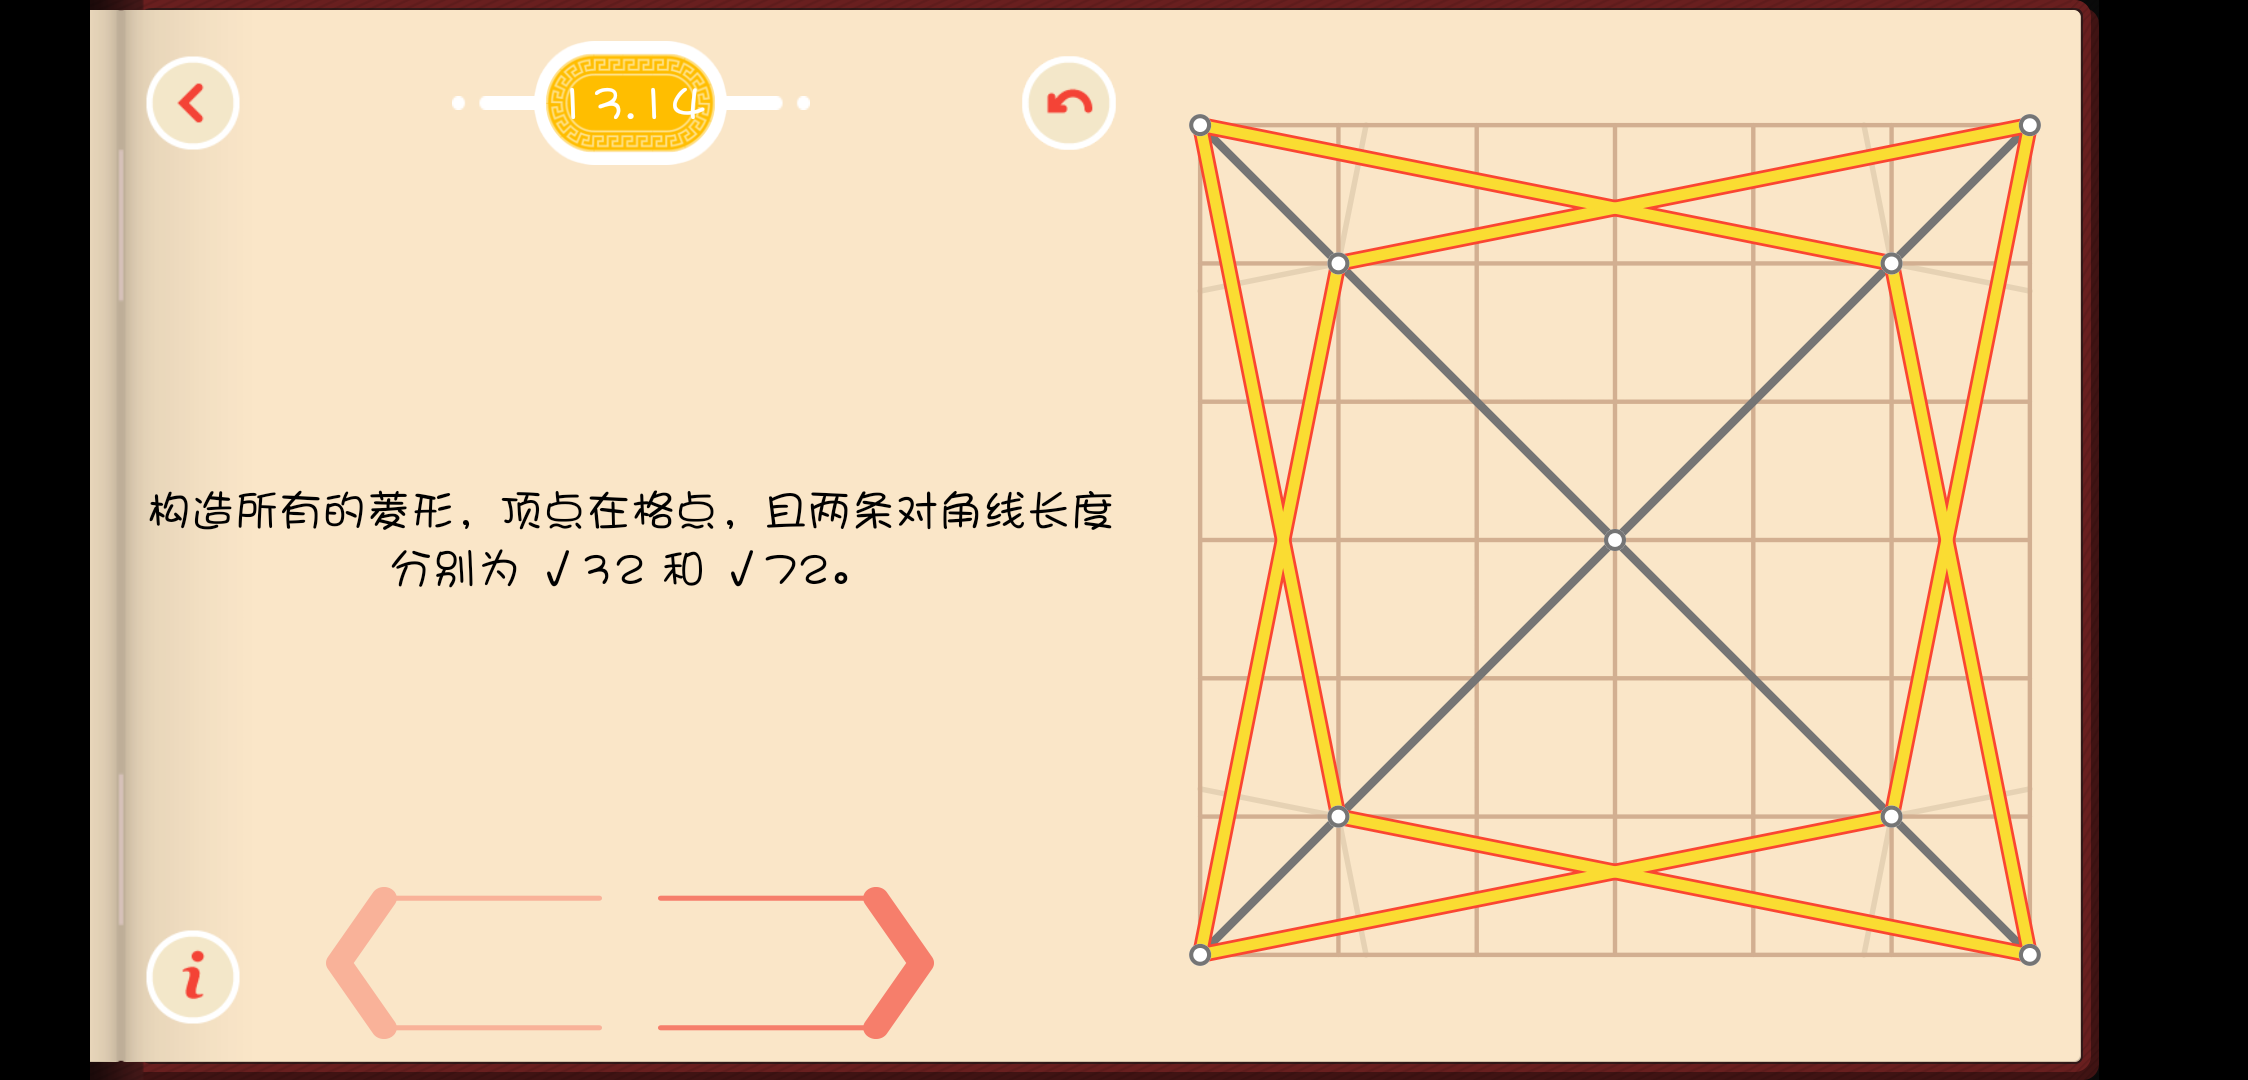 13.14
构造所有的菱形，顶点在格点，且两条对角线长度
分别为 √32 和 √72。
i